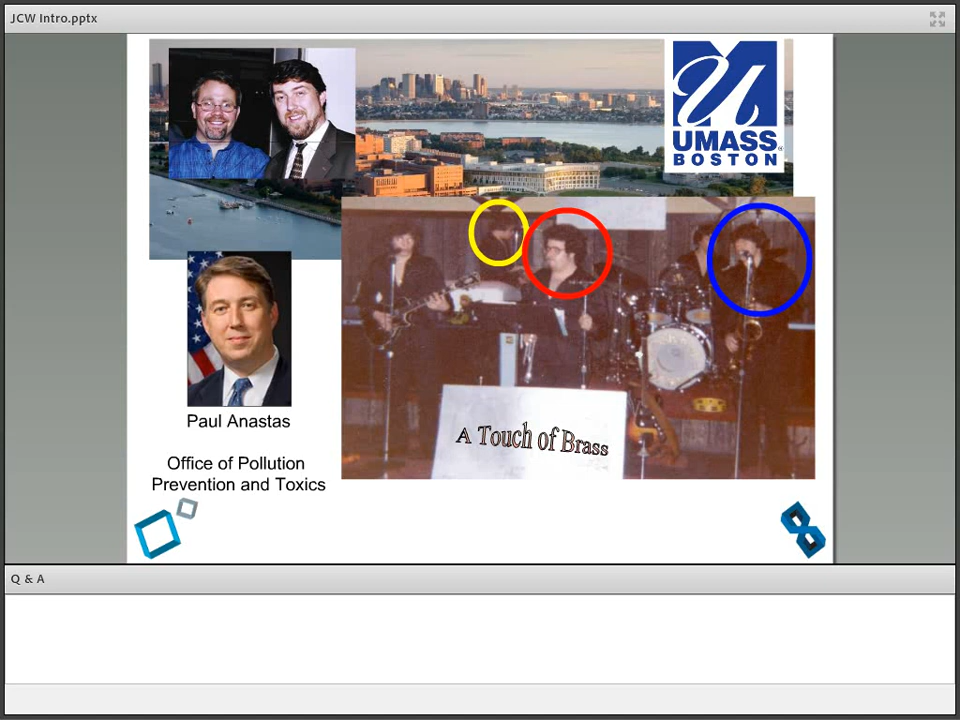 JCW Intro.pptx
UMASS
BOSTON
A Touch of Brass
Paul Anastas
Office of Pollution
Prevention and Toxics
Q & A